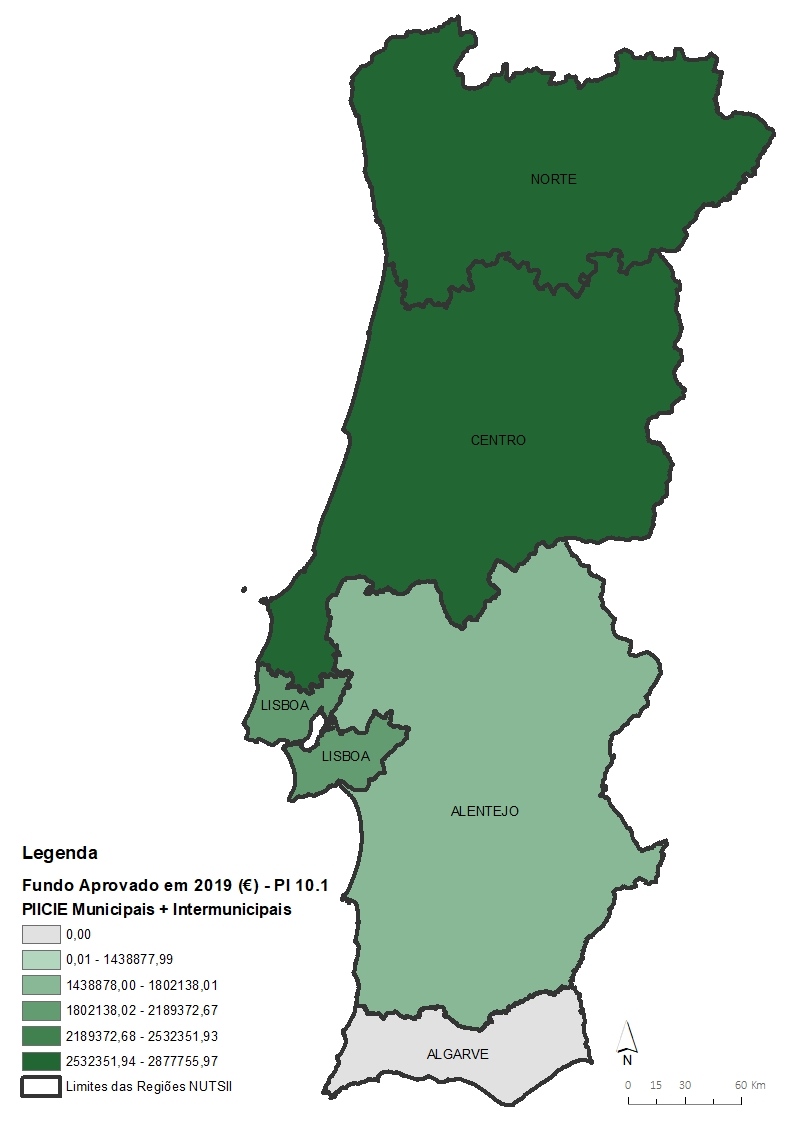 NORTE
CENTRO
LISBOA
LISBOA
ALENTEJO
ALGARVE
Legenda
Fundo Aprovado em 2019 (€) - PI 10.1
PIICIE Municipais + Intermunicipais
0,00
0,01 - 1438877,99
1438878,00 - 1802138,01
1802138,02 - 2189372,67
2189372,68 - 2532351,93
2532351,94 - 2877755,97
Limites das Regiões NUTSII
N
0 15 30 60 Km